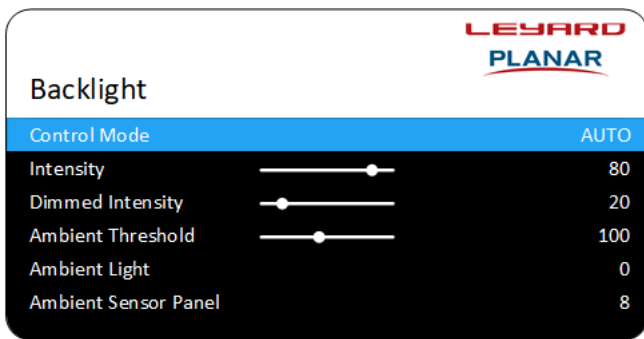 LEYARD
PLANAR
Backlight
Control Mode AUTO
Intensity 80
Dimmed Intensity 20
Ambient Threshold 100
Ambient Light 0
Ambient Sensor Panel 8